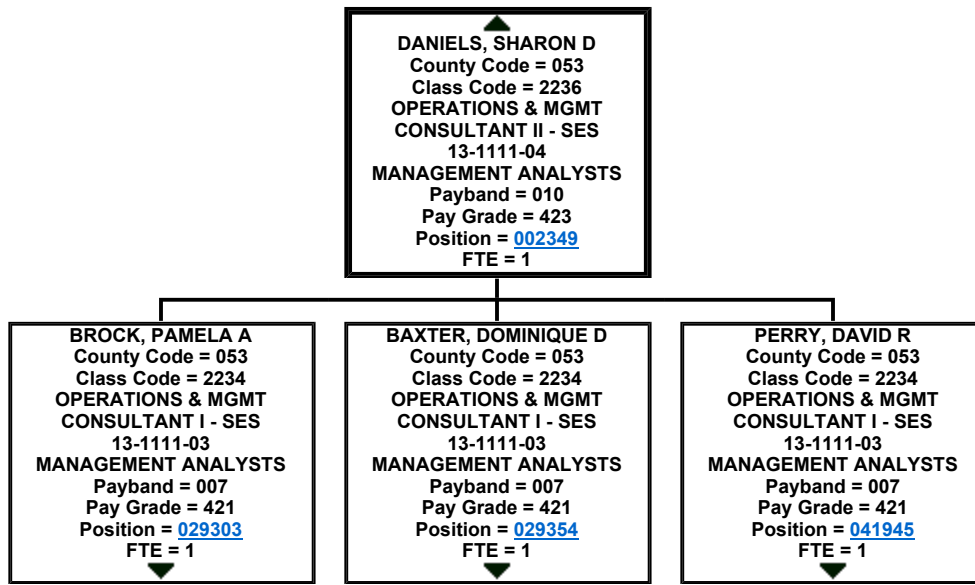 DANIELS, SHARON D
County Code = 053
Class Code = 2236
OPERATIONS & MGMT
CONSULTANT II - SES
13-1111-04
MANAGEMENT ANALYSTS
Payband = 010
Pay Grade = 423
Position = 002349
FTE = 1
BROCK, PAMELA A
County Code = 053
Class Code = 2234
OPERATIONS & MGMT
CONSULTANT I - SES
13-1111-03
MANAGEMENT ANALYSTS
Payband = 007
Pay Grade = 421
Position = 029303
FTE = 1
BAXTER, DOMINIQUE D
County Code = 053
Class Code = 2234
OPERATIONS & MGMT
CONSULTANT I - SES
13-1111-03
MANAGEMENT ANALYSTS
Payband = 007
Pay Grade = 421
Position = 029354
FTE = 1
PERRY, DAVID R
County Code = 053
Class Code = 2234
OPERATIONS & MGMT
CONSULTANT I - SES
13-1111-03
MANAGEMENT ANALYSTS
Payband = 007
Pay Grade = 421
Position = 041945
FTE = 1